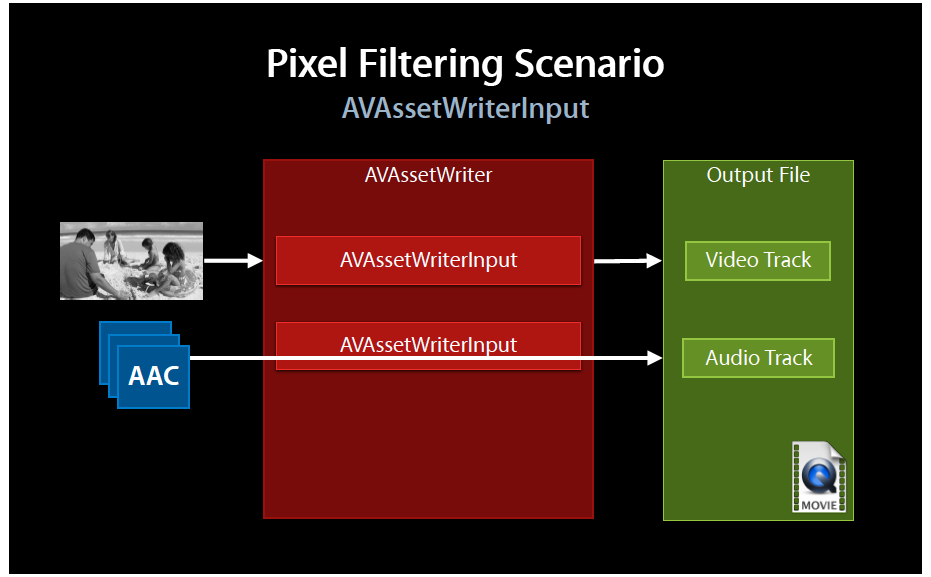 Pixel Filtering Scenario
AVAssetWriterInput
AVAssetWriter
Output File
AVAssetWriterInput
Video Track
AVAssetWriterInput
Audio Track
AAC
MOVIE